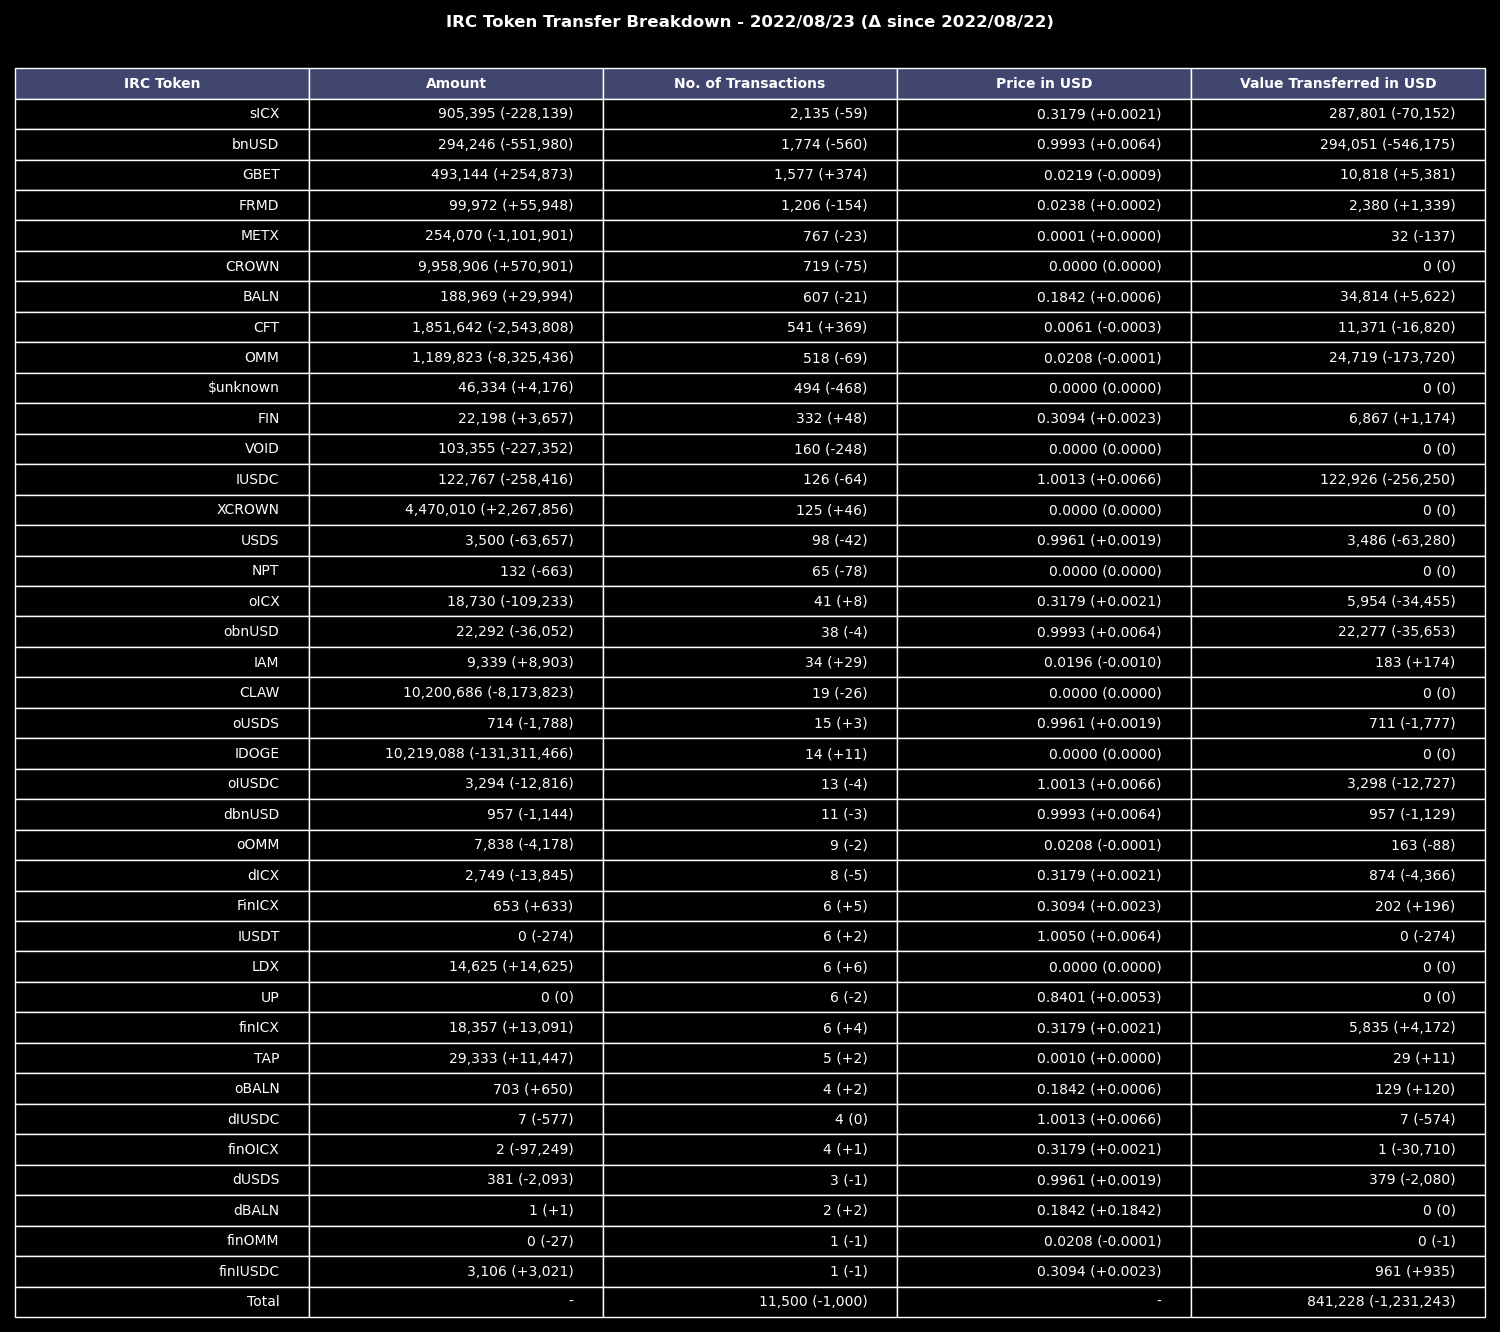 IRC Token Transfer Breakdown - 2022/08/23 (Δ since 2022/08/22)
IRC Token Amount No. of Transactions Price in USD Value Transferred in USD
sICX 905,395 (-228,139) 2,135 (-59) 0.3179 (+0.0021) 287,801 (-70,152)
bnUSD 294,246 (-551,980) 1,774 (-560) 0.9993 (+0.0064) 294,051 (-546,175)
GBET 493,144 (+254,873) 1,577 (+374) 0.0219 (-0.0009) 10,818 (+5,381)
FRMD 99,972 (+55,948) 1,206 (-154) 0.0238 (+0.0002) 2,380 (+1,339)
METX 254,070 (-1,101,901) 767 (-23) 0.0001 (+0.0000) 32 (-137)
CROWN 9,958,906 (+570,901) 719 (-75) 0.0000 (0.0000) 0 (0)
BALN 188,969 (+29,994) 607 (-21) 0.1842 (+0.0006) 34,814 (+5,622)
CFT 1,851,642 (-2,543,808) 541 (+369) 0.0061 (-0.0003) 11,371 (-16,820)
OMM 1,189,823 (-8,325,436) 518 (-69) 0.0208 (-0.0001) 24,719 (-173,720)
$unknown 46,334 (+4,176) 494 (-468) 0.0000 (0.0000) 0 (0)
FIN 22,198 (+3,657) 332 (+48) 0.3094 (+0.0023) 6,867 (+1,174)
VOID 103,355 (-227,352) 160 (-248) 0.0000 (0.0000) 0 (0)
IUSDC 122,767 (-258,416) 126 (-64) 1.0013 (+0.0066) 122,926 (-256,250)
XCROWN 4,470,010 (+2,267,856) 125 (+46) 0.0000 (0.0000) 0 (0)
USDS 3,500 (-63,657) 98 (-42) 0.9961 (+0.0019) 3,486 (-63,280)
NPT 132 (-663) 65 (-78) 0.0000 (0.0000) 0 (0)
oICX 18,730 (-109,233) 41 (+8) 0.3179 (+0.0021) 5,954 (-34,455)
obnUSD 22,292 (-36,052) 38 (-4) 0.9993 (+0.0064) 22,277 (-35,653)
IAM 9,339 (+8,903) 34 (+29) 0.0196 (-0.0010) 183 (+174)
CLAW 10,200,686 (-8,173,823) 19 (-26) 0.0000 (0.0000) 0 (0)
oUSDS 714 (-1,788) 15 (+3) 0.9961 (+0.0019) 711 (-1,777)
IDOGE 10,219,088 (-131,311,466) 14 (+11) 0.0000 (0.0000) 0 (0)
oIUSDC 3,294 (-12,816) 13 (-4) 1.0013 (+0.0066) 3,298 (-12,727)
dbnUSD 957 (-1,144) 11 (-3) 0.9993 (+0.0064) 957 (-1,129)
oOMM 7,838 (-4,178) 9 (-2) 0.0208 (-0.0001) 163 (-88)
dICX 2,749 (-13,845) 8 (-5) 0.3179 (+0.0021) 874 (-4,366)
FinICX 653 (+633) 6 (+5) 0.3094 (+0.0023) 202 (+196)
IUSDT 0 (-274) 6 (+2) 1.0050 (+0.0064) 0 (-274)
LDX 14,625 (+14,625) 6 (+6) 0.0000 (0.0000) 0 (0)
UP 0 (0) 6 (-2) 0.8401 (+0.0053) 0 (0)
finICX 18,357 (+13,091) 6 (+4) 0.3179 (+0.0021) 5,835 (+4,172)
TAP 29,333 (+11,447) 5 (+2) 0.0010 (+0.0000) 29 (+11)
oBALN 703 (+650) 4 (+2) 0.1842 (+0.0006) 129 (+120)
dIUSDC 7 (-577) 4 (0) 1.0013 (+0.0066) 7 (-574)
finOICX 2 (-97,249) 4 (+1) 0.3179 (+0.0021) 1 (-30,710)
dUSDS 381 (-2,093) 3 (-1) 0.9961 (+0.0019) 379 (-2,080)
dBALN 1 (+1) 2 (+2) 0.1842 (+0.1842) 0 (0)
finOMM 0 (-27) 1 (-1) 0.0208 (-0.0001) 0 (-1)
finIUSDC 3,106 (+3,021) 1 (-1) 0.3094 (+0.0023) 961 (+935)
Total - 11,500 (-1,000) - 841,228 (-1,231,243)